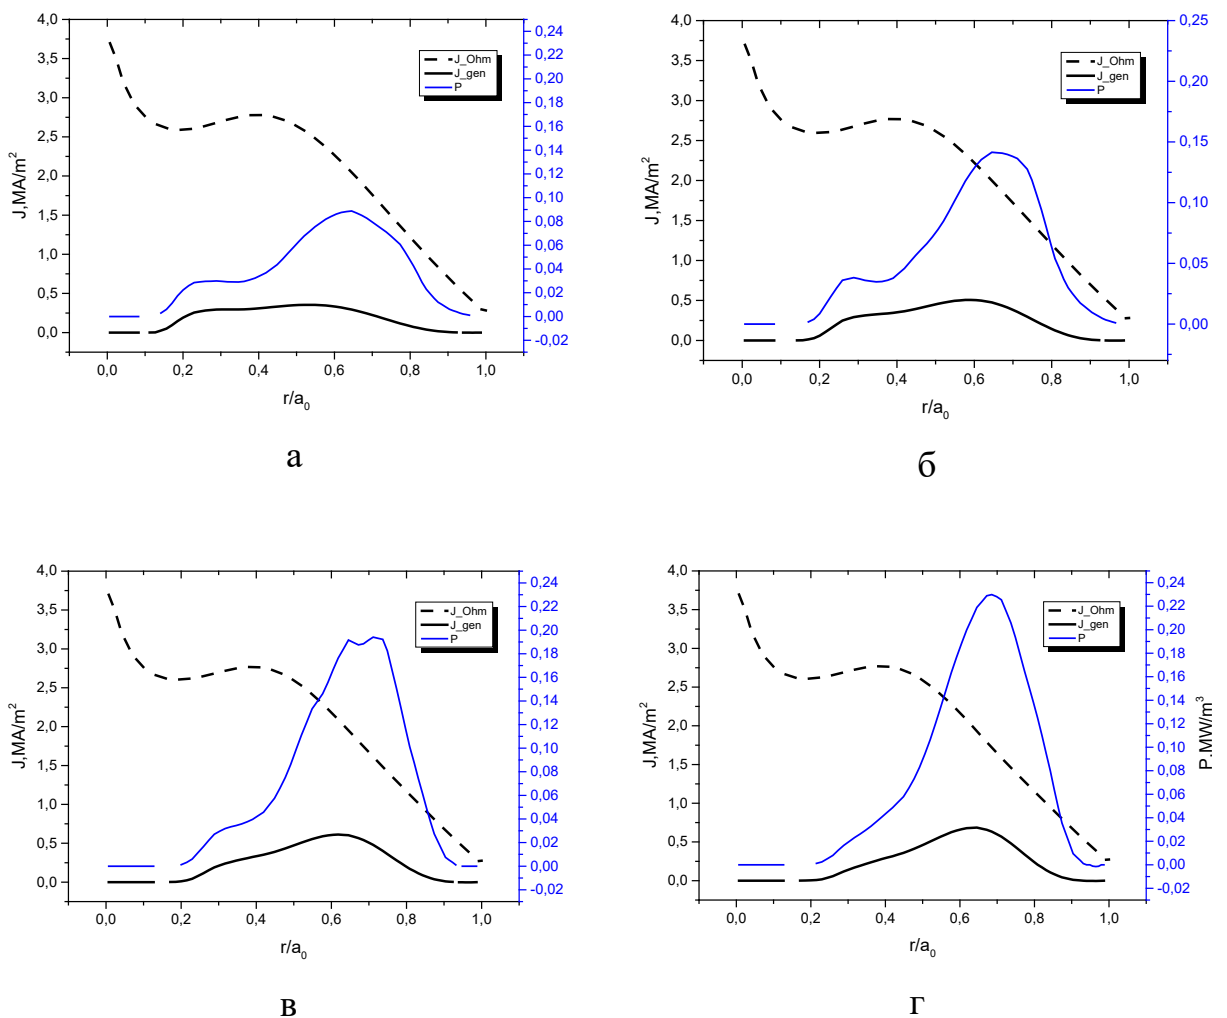 4,0
3,5
3,0
2,5
2,0
1,5
1,0
0,5
0,0
J,MA/m²
0,24
0,22
0,20
0,18
0,16
0,14
0,12
0,10
0,08
0,06
0,04
0,02
0,00
-0,02
J_Ohm
J_gen
P
0,0 0,2 0,4 0,6 0,8 1,0
r/a₀
а
4,0
3,5
3,0
2,5
2,0
1,5
1,0
0,5
0,0
J,MA/m²
0,25
0,20
0,15
0,10
0,05
0,00
J_Ohm
J_gen
P
0,0 0,2 0,4 0,6 0,8 1,0
r/a₀
б
4,0
3,5
3,0
2,5
2,0
1,5
1,0
0,5
0,0
J,MA/m²
0,24
0,22
0,20
0,18
0,16
0,14
0,12
0,10
0,08
0,06
0,04
0,02
0,00
-0,02
J_Ohm
J_gen
P
0,0 0,2 0,4 0,6 0,8 1,0
r/a₀
в
4,0
3,5
3,0
2,5
2,0
1,5
1,0
0,5
0,0
J,MA/m²
0,24
0,22
0,20
0,18
0,16
0,14
0,12
0,10
0,08
0,06
0,04
0,02
0,00
-0,02
P,MW/m³
J_Ohm
J_gen
P
0,0 0,2 0,4 0,6 0,8 1,0
r/a₀
г